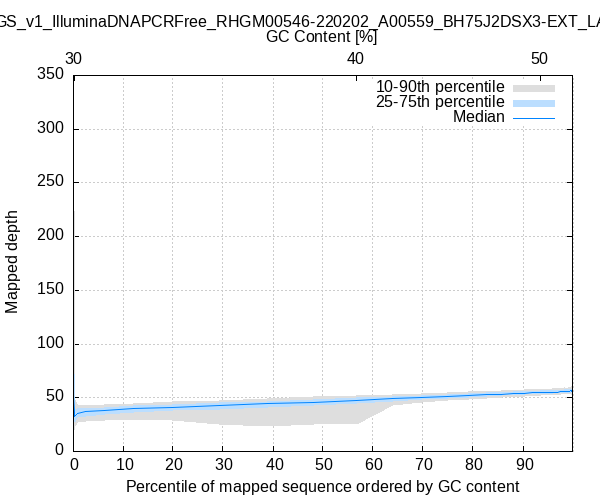 GS_v1_IlluminaDNAPCRFree_RHGM00546-220202_A00559_BH75J2DSX3-EXT_LA
GC Content [%]
30 40 50
350
300
250
200
150
100
50
0
10-90th percentile
25-75th percentile
Median
Mapped depth
0 10 20 30 40 50 60 70 80 90
Percentile of mapped sequence ordered by GC content